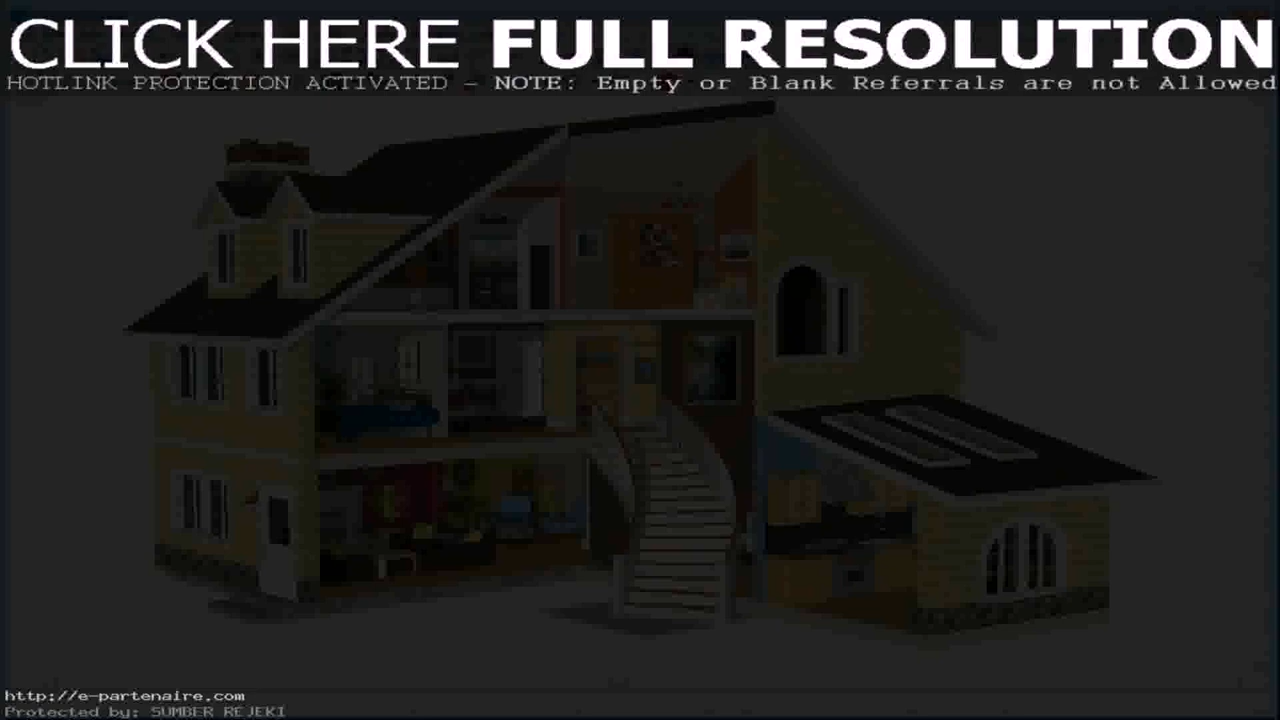 CLICK HERE FULL RESOLUTION
HOTLINK PROTECTION ACTIVATED - NOTE: Empty or Blank Referrals are not Allowed
http://e-partenaire.com
Protected by: SUMBER REJEKI